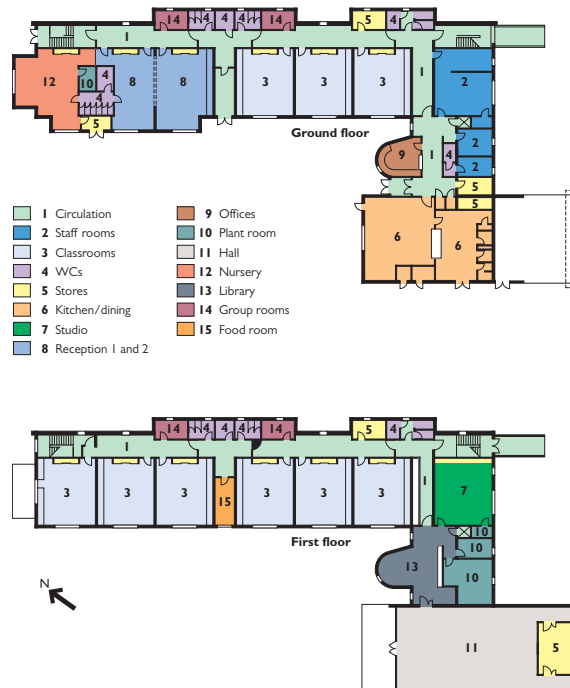 14 4 4 4 14 5 4
1
3 3 3
2
12 10 4 8 8
1
4
5
Ground floor
2
9 1 4
2
5
5
6 6
1 Circulation
2 Staff rooms
3 Classrooms
4 WCs
5 Stores
6 Kitchen/dining
7 Studio
8 Reception 1 and 2
9 Offices
10 Plant room
11 Hall
12 Nursery
13 Library
14 Group rooms
15 Food room
14 4 4 4 14 5 4
1
3 3 3 15 3 3 3 1 7
First floor
10
10
13 10
N
11 5